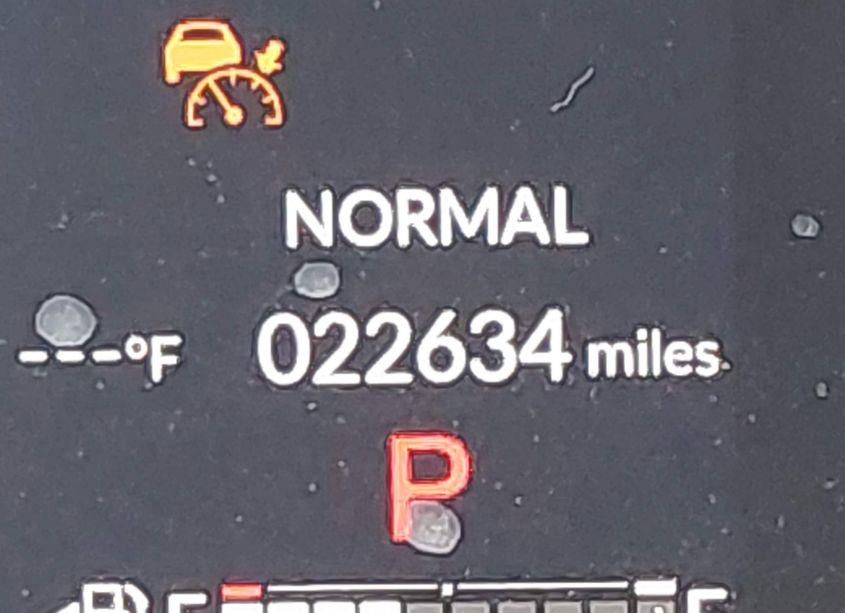 NORMAL
---°F 022634 miles
P
E F